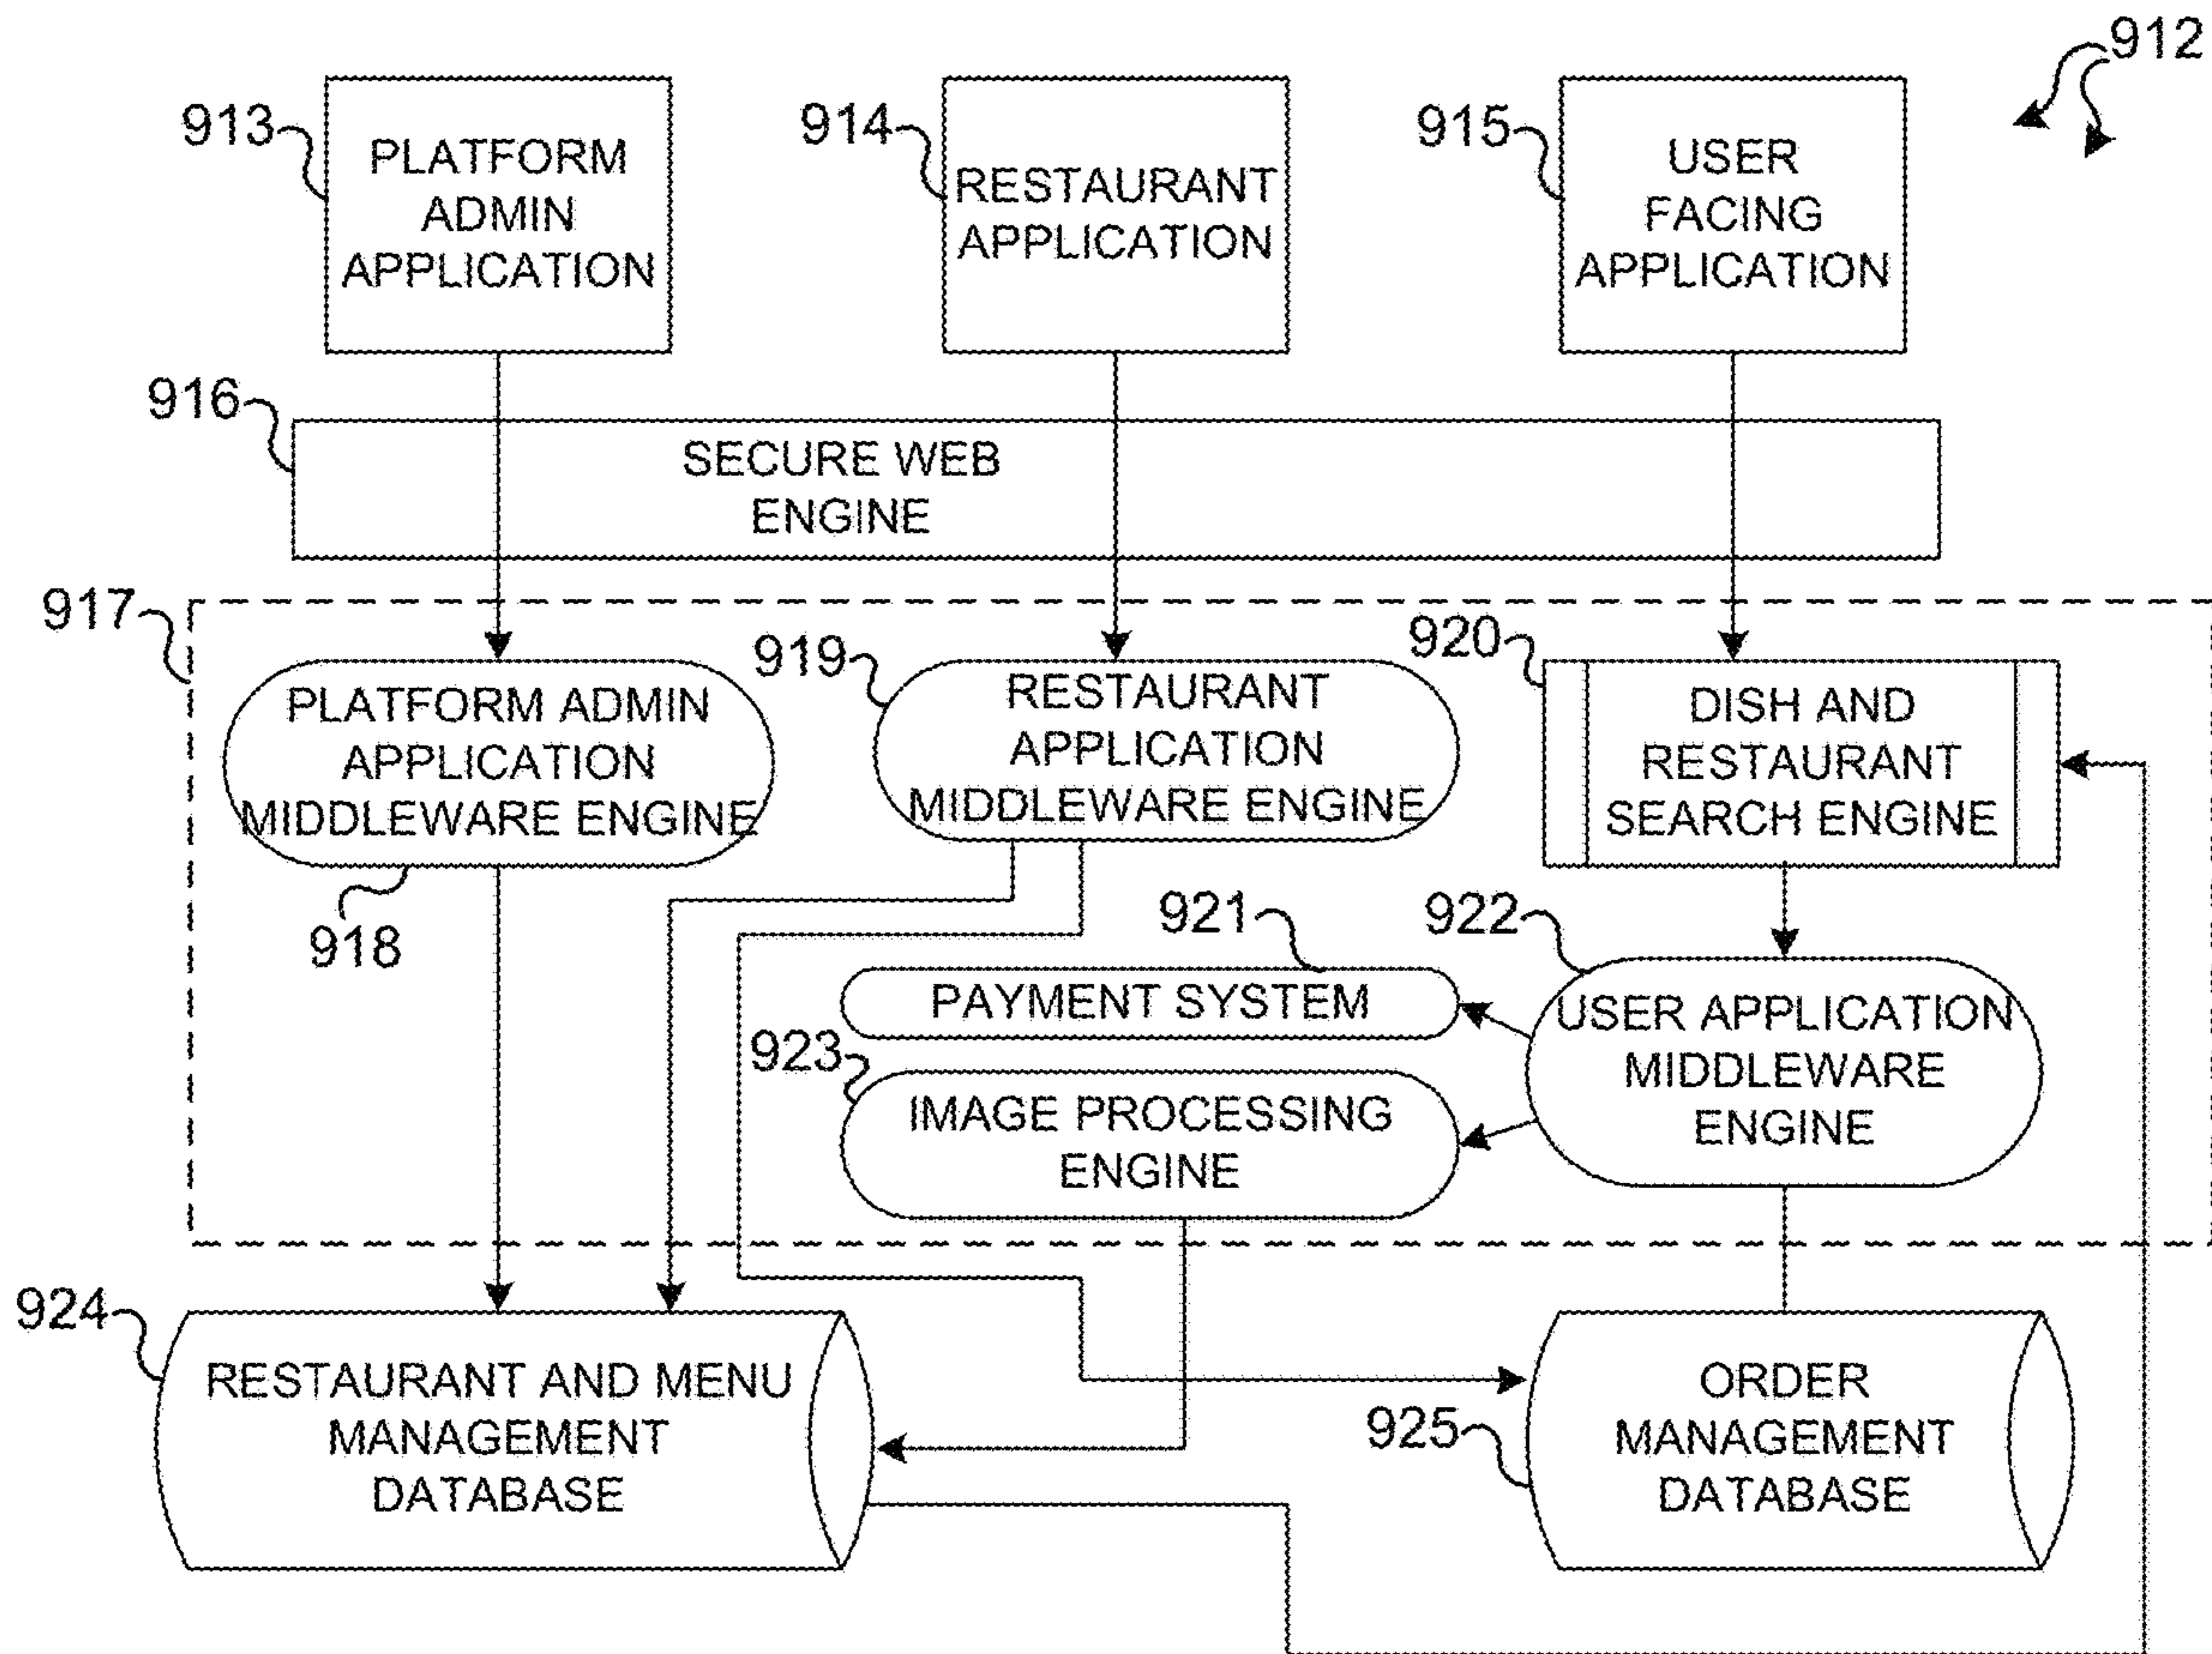 912
913
PLATFORM
ADMIN
APPLICATION
914
RESTAURANT
APPLICATION
915
USER
FACING
APPLICATION
916
SECURE WEB
ENGINE
917
PLATFORM ADMIN
APPLICATION
MIDDLEWARE ENGINE
918
919
RESTAURANT
APPLICATION
MIDDLEWARE ENGINE
920
DISH AND
RESTAURANT
SEARCH ENGINE
921
PAYMENT SYSTEM
922
USER APPLICATION
MIDDLEWARE
ENGINE
923
IMAGE PROCESSING
ENGINE
924
RESTAURANT AND MENU
MANAGEMENT
DATABASE
925
ORDER
MANAGEMENT
DATABASE